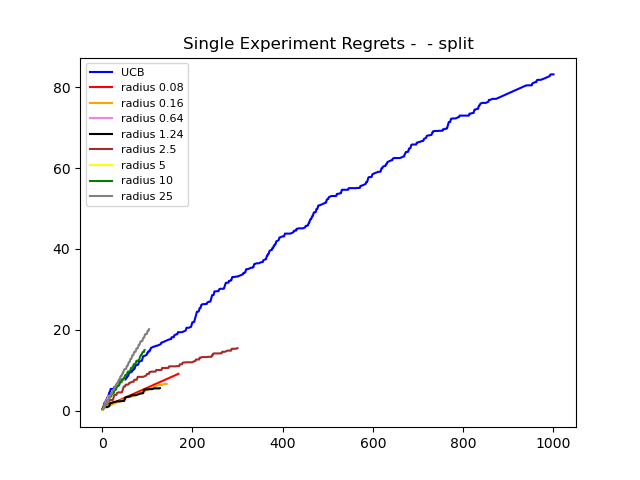 Single Experiment Regrets -  - split
UCB
radius 0.08
radius 0.16
radius 0.64
radius 1.24
radius 2.5
radius 5
radius 10
radius 25
80
60
40
20
0
0 200 400 600 800 1000